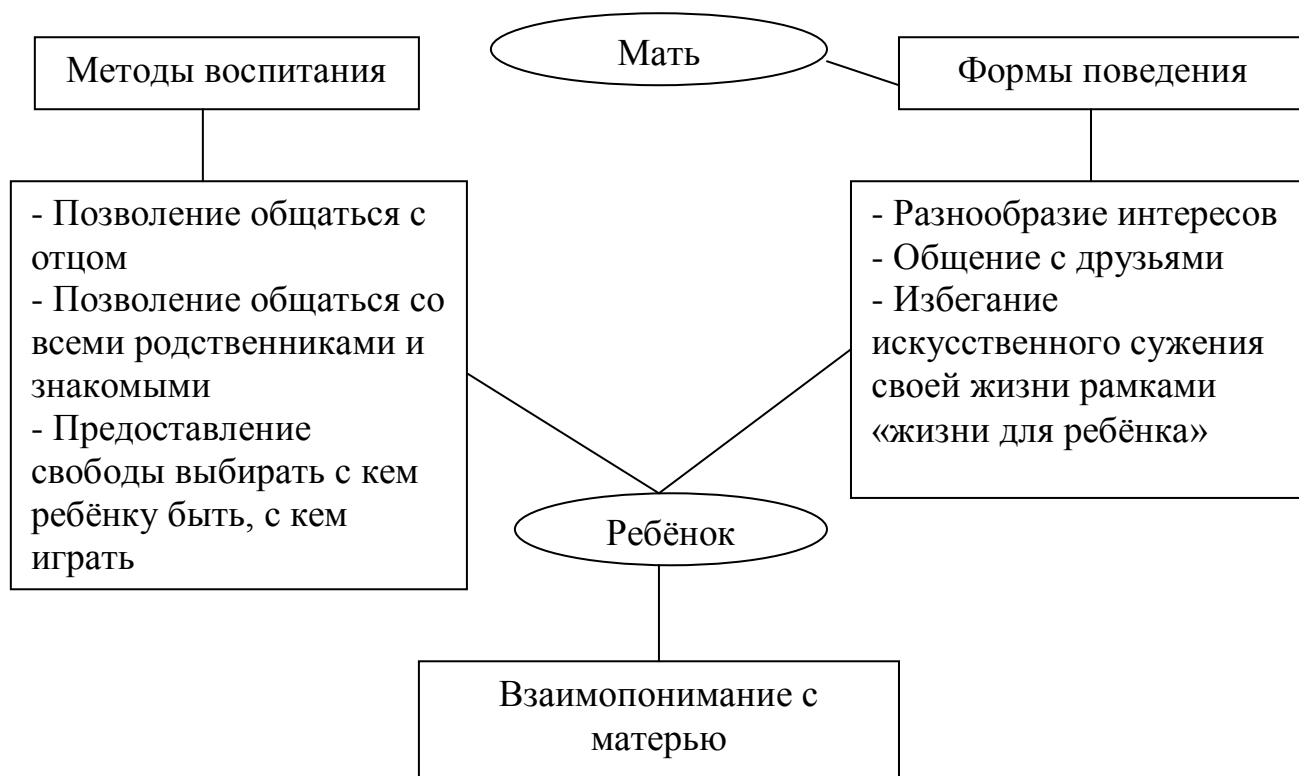 Методы воспитания
Мать
Формы поведения
- Позволение общаться с
отцом
- Позволение общаться со
всеми родственниками и
знакомыми
- Предоставление
свободы выбирать с кем
ребёнку быть, с кем
играть
- Разнообразие интересов
- Общение с друзьями
- Избегание
искусственного сужения
своей жизни рамками
«жизни для ребёнка»
Ребёнок
Взаимопонимание с
матерью